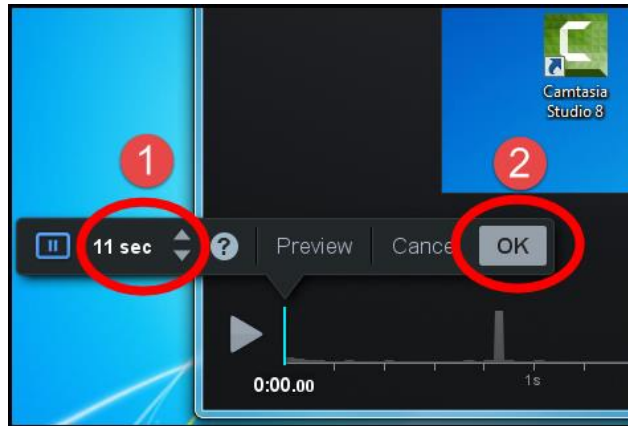 Camtasia
Studio 8
1
2
11 sec ? Preview Cance OK
0:00.00
1s